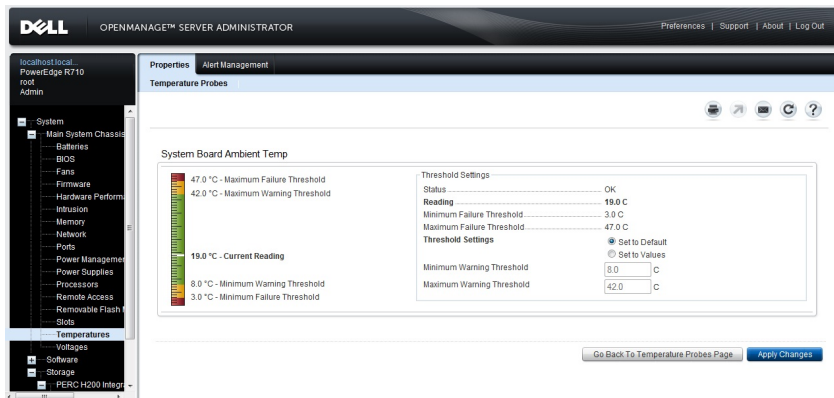 DELL OPENMANAGE™ SERVER ADMINISTRATOR
Preferences | Support | About | Log Out
localhost.local...
PowerEdge R710
root
Admin
Properties Alert Management
Temperature Probes
System
Main System Chassis
Batteries
BIOS
Fans
Firmware
Hardware Performa
Intrusion
Memory
Network
Ports
Power Managemen
Power Supplies
Processors
Remote Access
Removable Flash M
Slots
Temperatures
Voltages
Software
Storage
PERC H200 Integra
System Board Ambient Temp
47.0 °C - Maximum Failure Threshold
42.0 °C - Maximum Warning Threshold
19.0 °C - Current Reading
8.0 °C - Minimum Warning Threshold
3.0 °C - Minimum Failure Threshold
Threshold Settings
Status OK
Reading 19.0 C
Minimum Failure Threshold 3.0 C
Maximum Failure Threshold 47.0 C
Threshold Settings Set to Default
Set to Values
Minimum Warning Threshold 8.0 C
Maximum Warning Threshold 42.0 C
Go Back To Temperature Probes Page Apply Changes